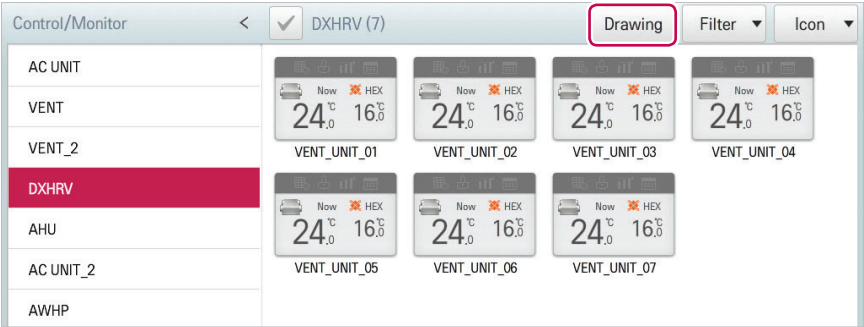 Control/Monitor < DXHRV (7) Drawing Filter ▼ Icon ▼
AC UNIT
VENT
VENT_2
DXHRV
AHU
AC UNIT_2
AWHP
Now HEX Now HEX Now HEX Now HEX
24.0°C 16.0°C 24.0°C 16.0°C 24.0°C 16.0°C 24.0°C 16.0°C
VENT_UNIT_01 VENT_UNIT_02 VENT_UNIT_03 VENT_UNIT_04
Now HEX Now HEX Now HEX
24.0°C 16.0°C 24.0°C 16.0°C 24.0°C 16.0°C
VENT_UNIT_05 VENT_UNIT_06 VENT_UNIT_07